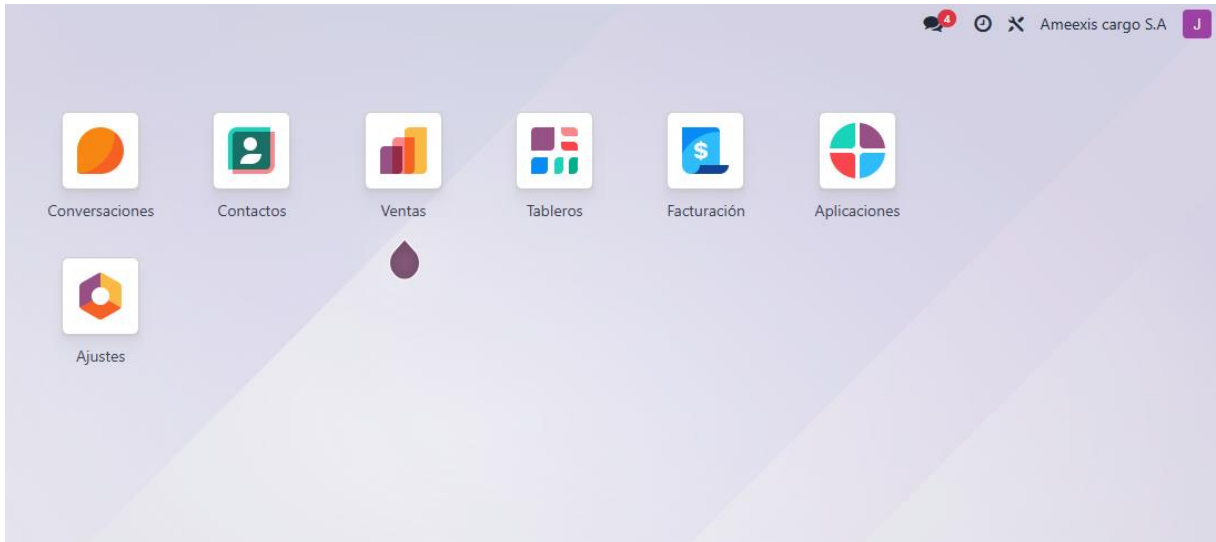 4
Ameexis cargo S.A
J
Conversaciones
Contactos
Ventas
Tableros
$
Facturación
Aplicaciones
Ajustes